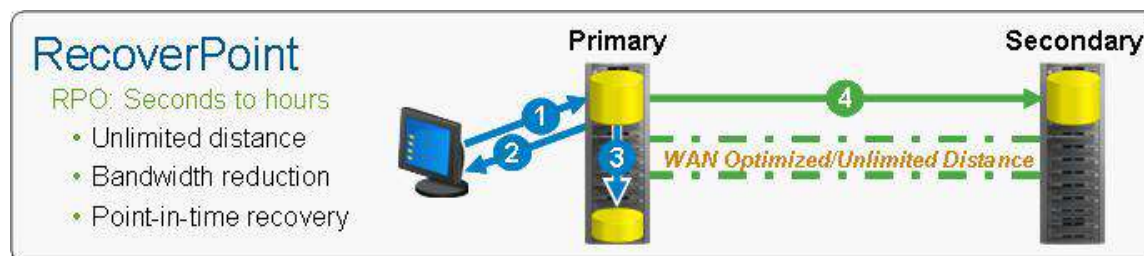 RecoverPoint
RPO: Seconds to hours
• Unlimited distance
• Bandwidth reduction
• Point-in-time recovery
Primary
Secondary
1
2
3
4
WAN Optimized/Unlimited Distance